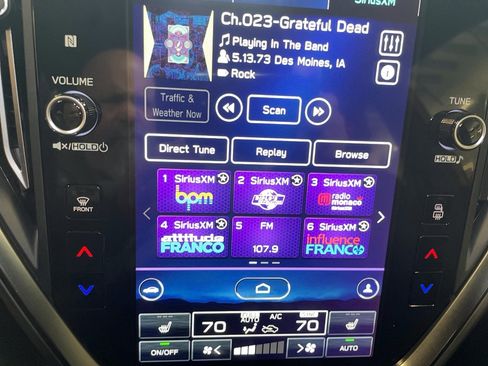 SiriusXM
Ch.023-Grateful Dead
Playing In The Band
5.13.73 Des Moines, IA
Rock
VOLUME
TUNE
Traffic &
Weather Now
Scan
HOLD
HOLD
Direct Tune
Replay
Browse
1 SiriusXM
bpm
2 SiriusXM
3 SiriusXM
radio
monaco
FRONT
4 SiriusXM
attitude
FRANCO
5 FM
107.9
6 SiriusXM
influence
FRANCO
70
AUTO
A/C
70
ON/OFF
AUTO